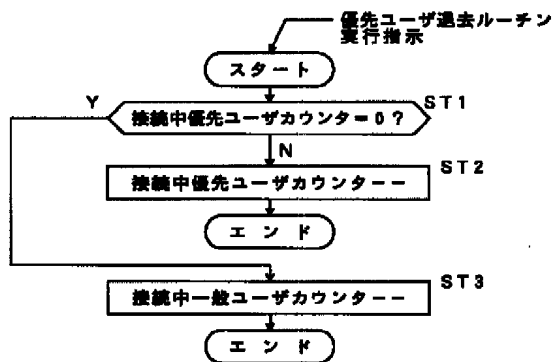 優先ユーザ退去ルーチン
実行指示
スタート
Y
ST1
接続中優先ユーザカウンター=0?
N
ST2
接続中優先ユーザカウンター--
エンド
ST3
接続中一般ユーザカウンター--
エンド